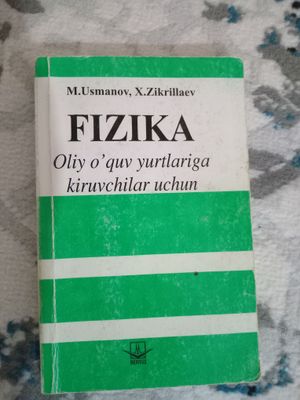 M.Usmanov, X.Zikrillaev
FIZIKA
Oliy o’quv yurtlariga
kiruvchilar uchun